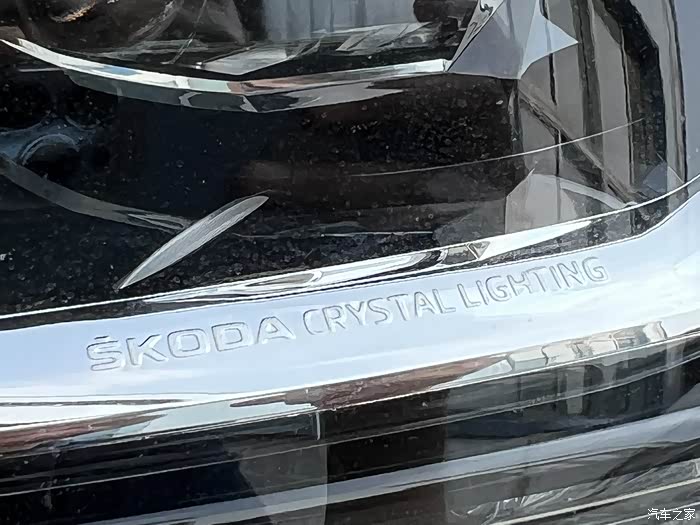 ŠKODA CRYSTAL LIGHTING
汽车之家